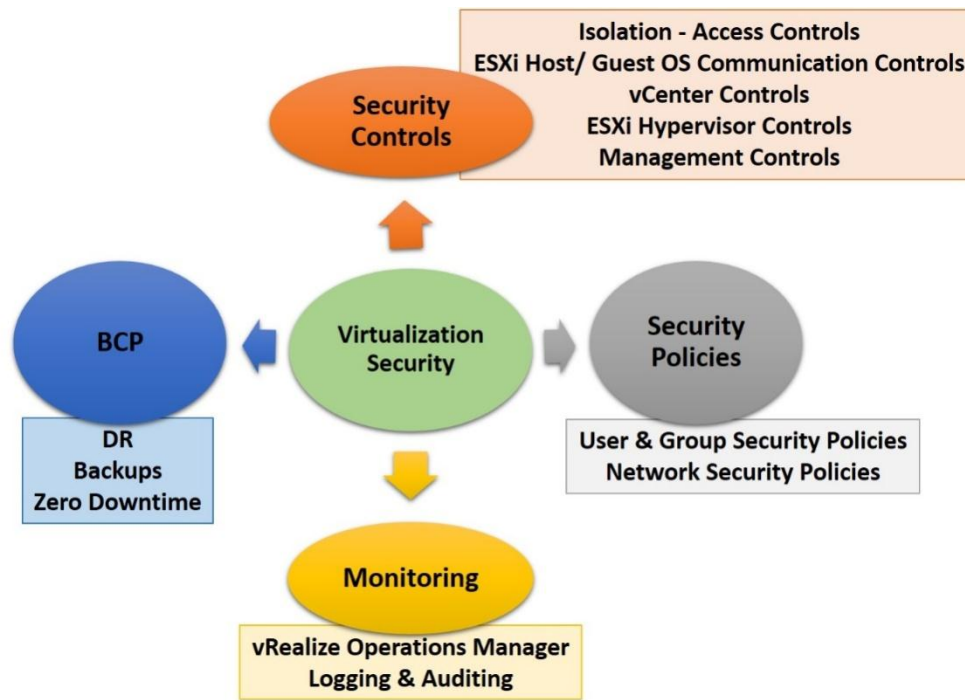 Isolation - Access Controls
ESXi Host/ Guest OS Communication Controls
vCenter Controls
ESXi Hypervisor Controls
Management Controls
Security
Controls
BCP
Virtualization
Security
Security
Policies
DR
Backups
Zero Downtime
User & Group Security Policies
Network Security Policies
Monitoring
vRealize Operations Manager
Logging & Auditing